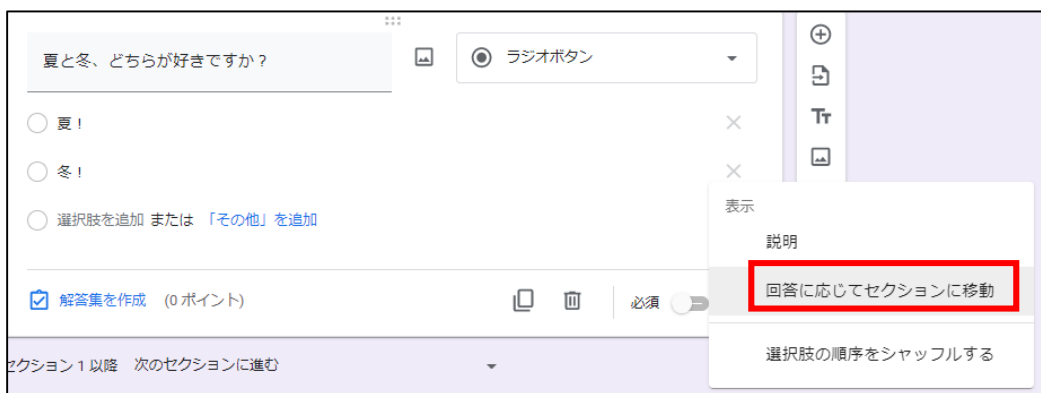 夏と冬、どちらが好きですか?
ラジオボタン
夏!
冬!
選択肢を追加 または 「その他」を追加
解答集を作成 (0 ポイント)
必須
セクション 1 以降 次のセクションに進む
Tт
表示
説明
回答に応じてセクションに移動
選択肢の順序をシャッフルする